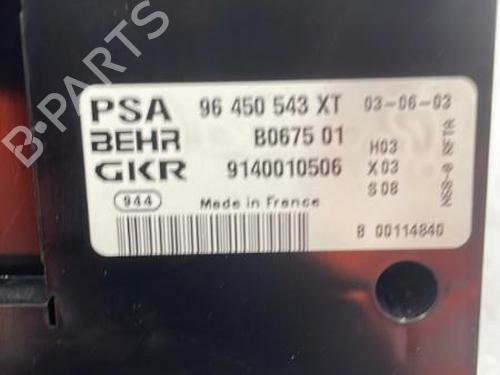 PSA 96 450 543 XT 03-06-03
BEHR B0675 01 H03
GKR 9140010506 X03
S08
944 Made in France
B 00114840
B-PARTS